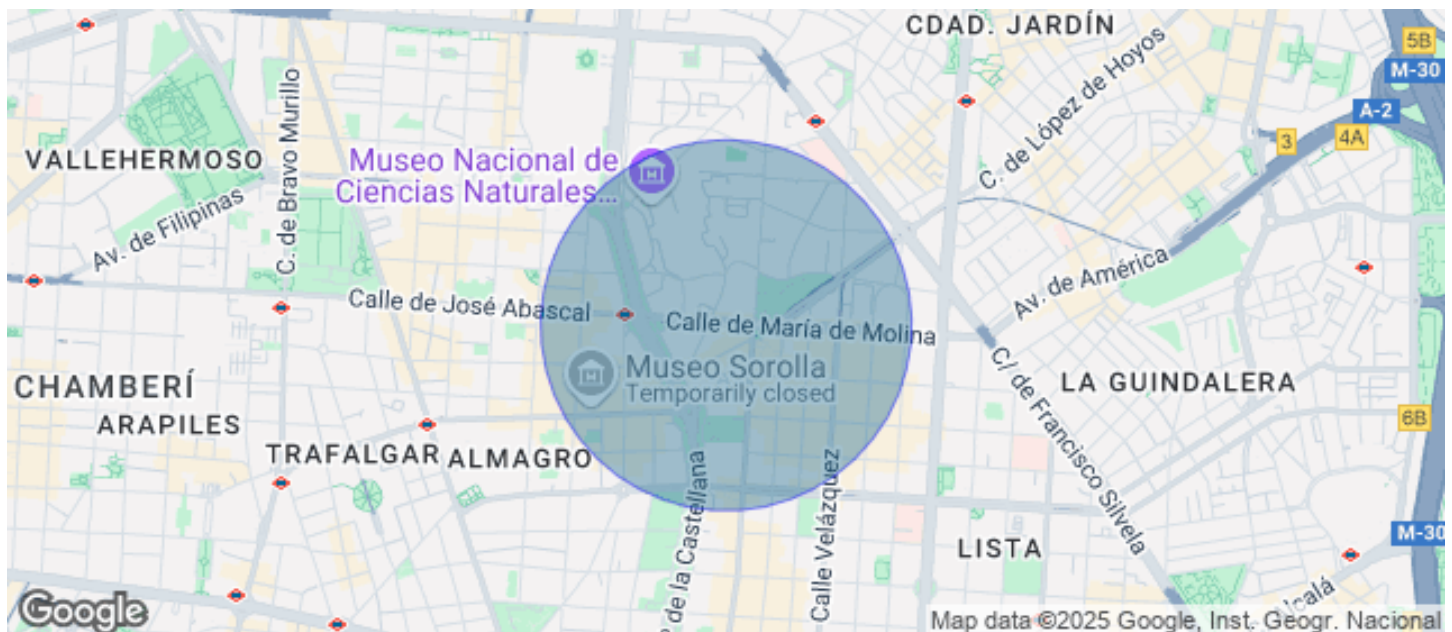 CDAD. JARDÍN
5B
M-30
A-2
3
4A
C. de López de Hoyos
VALLEHERMOSO
C. de Bravo Murillo
Museo Nacional de
Ciencias Naturales...
Av. de Filipinas
Av. de América
Calle de José Abascal
Calle de María de Molina
Museo Sorolla
Temporarily closed
CHAMBERÍ
ARAPILES
C/ de Francisco Silvela
LA GUINDALERA
6B
TRAFALGAR
ALMAGRO
de la Castellana
Calle Velázquez
LISTA
M-30
Google
Map data ©2025 Google, Inst. Geogr. Nacional